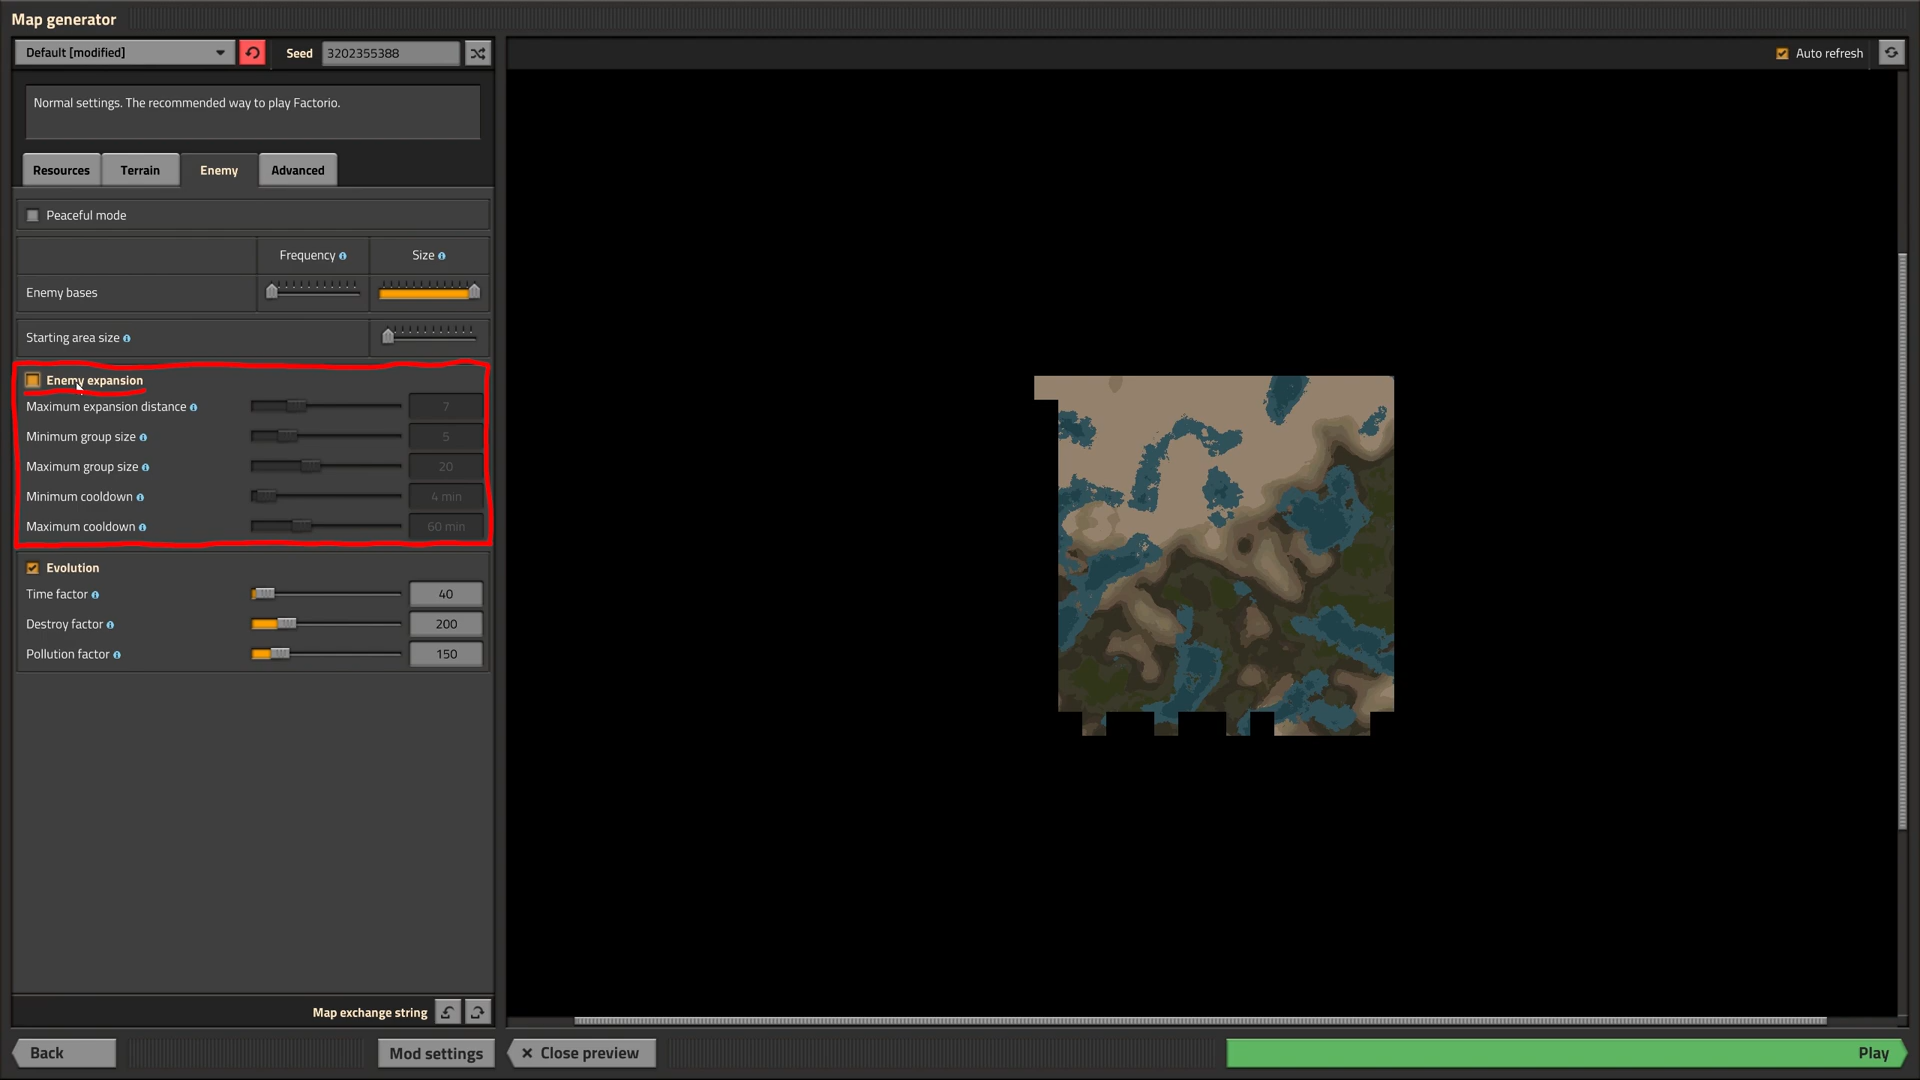 Map generator
Default [modified]
Seed
3202355388
Auto refresh
Normal settings. The recommended way to play Factorio.
Resources
Terrain
Enemy
Advanced
Peaceful mode
Frequency
Size
Enemy bases
Starting area size
Enemy expansion
Maximum expansion distance
7
Minimum group size
5
Maximum group size
20
Minimum cooldown
4 min
Maximum cooldown
60 min
Evolution
Time factor
40
Destroy factor
200
Pollution factor
150
Map exchange string
Back
Mod settings
Close preview
Play